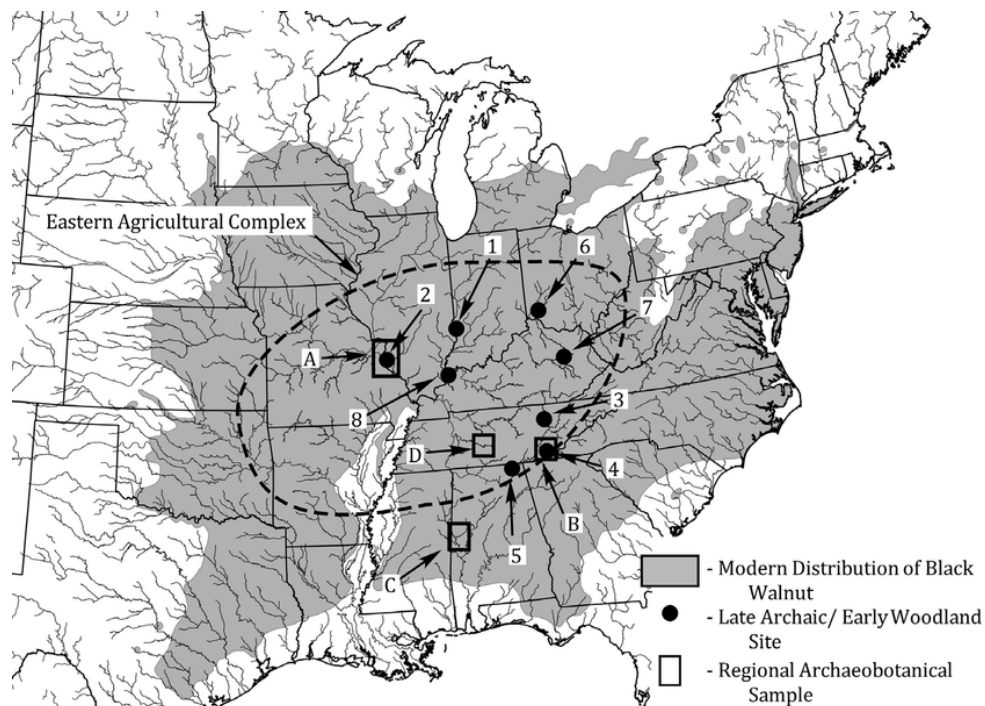 Eastern Agricultural Complex
1
6
2
7
A
8
3
D
4
B
5
C
- Modern Distribution of Black
Walnut
- Late Archaic/ Early Woodland
Site
- Regional Archaeobotanical
Sample